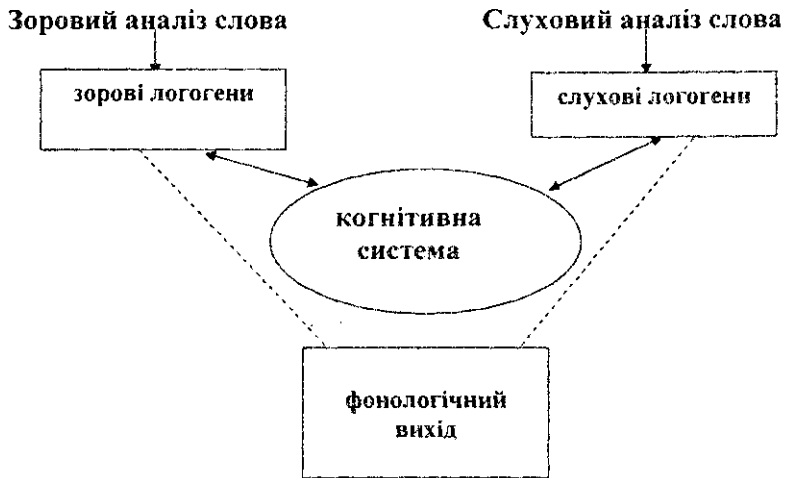 Зоровий аналіз слова
Слуховий аналіз слова
зорові логогени
слухові логогени
когнітивна
система
фонологічний
вихід